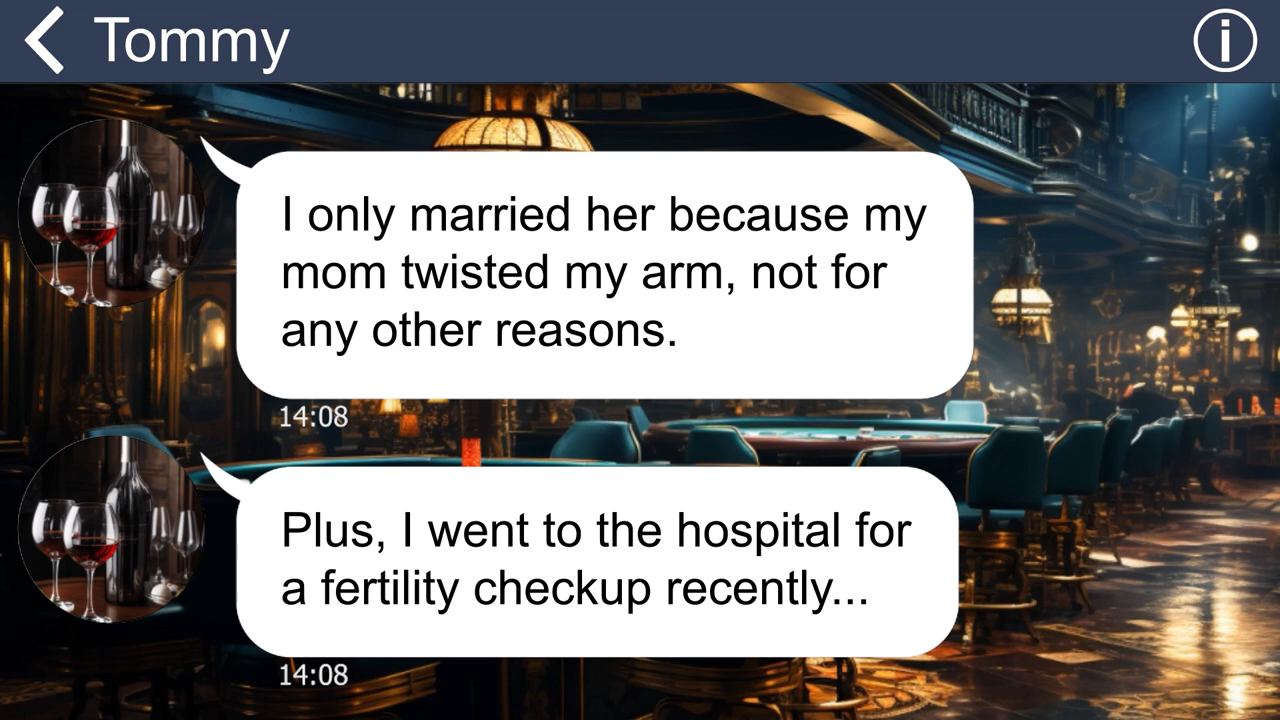 Tommy
I only married her because my
mom twisted my arm, not for
any other reasons.
14:08
Plus, I went to the hospital for
a fertility checkup recently...
14:08